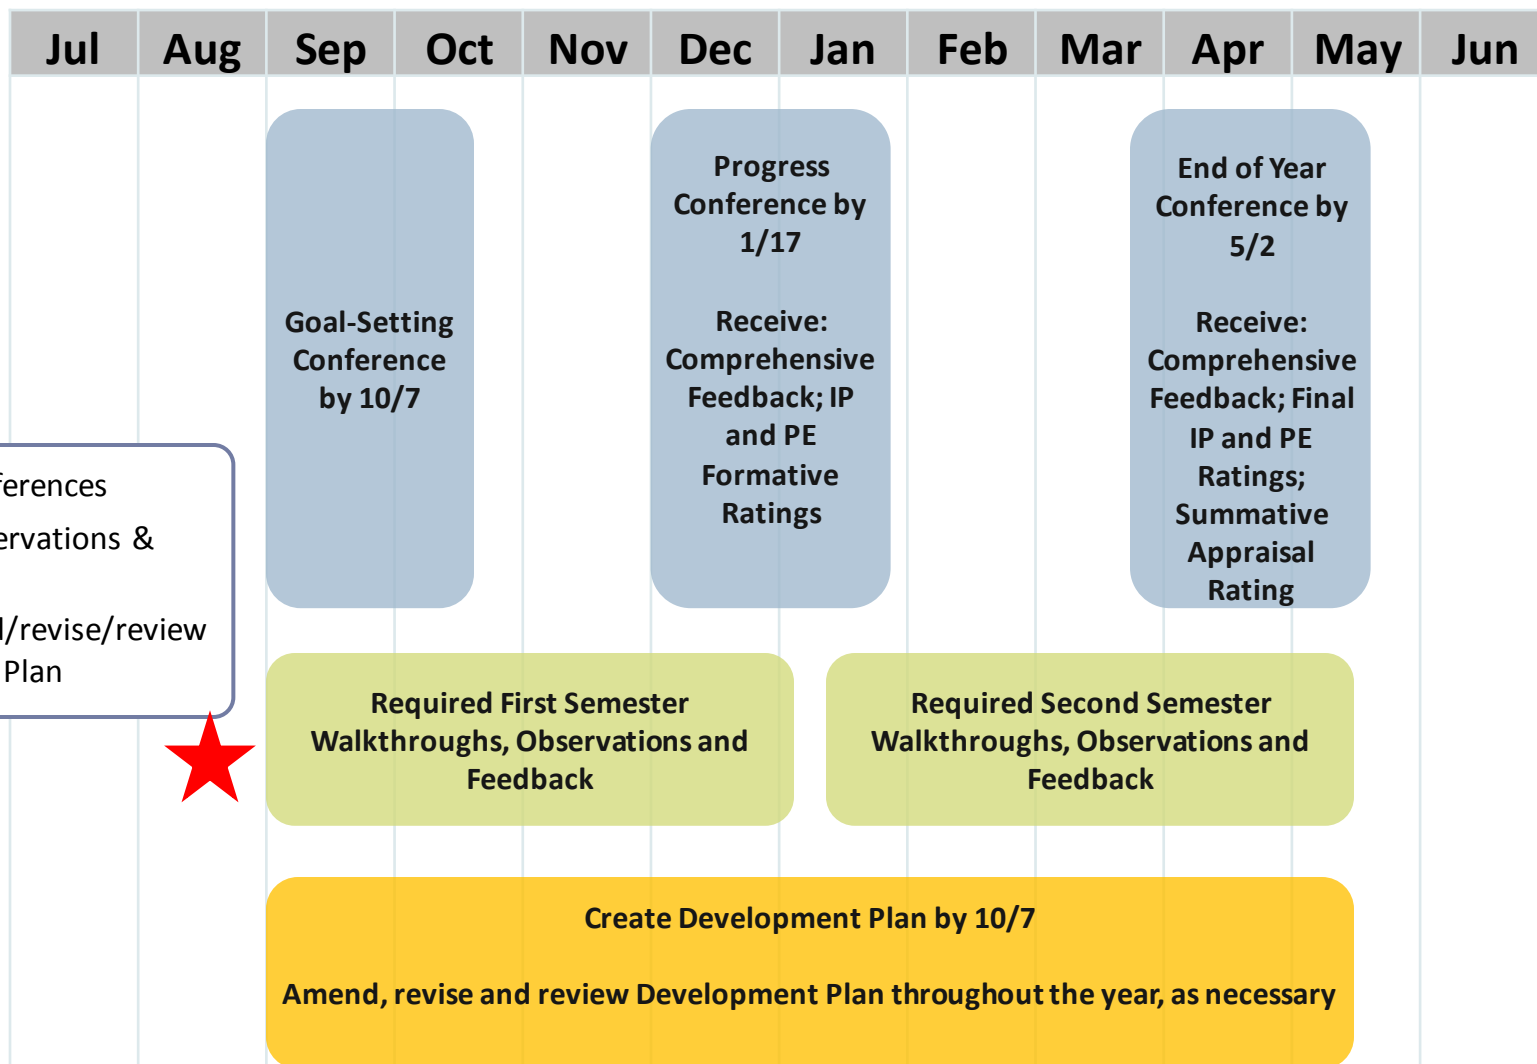 Jul Aug Sep Oct Nov Dec Jan Feb Mar Apr May Jun
Goal-Setting
Conference
by 10/7
Progress
Conference by
1/17
Receive:
Comprehensive
Feedback; IP
and PE
Formative
Ratings
End of Year
Conference by
5/2
Receive:
Comprehensive
Feedback; Final
IP and PE
Ratings;
Summative
Appraisal
Rating
ferences
ervations &
/revise/review
Plan
Required First Semester
Walkthroughs, Observations and
Feedback
Required Second Semester
Walkthroughs, Observations and
Feedback
Create Development Plan by 10/7
Amend, revise and review Development Plan throughout the year, as necessary